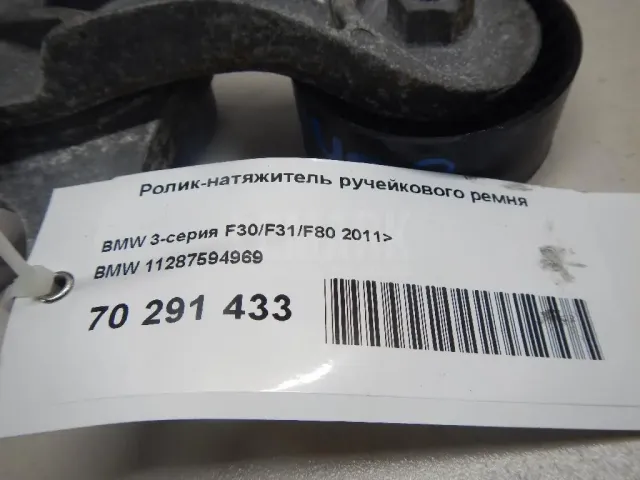 Ролик-натяжитель ручейкового ремня
BMW 3-серия F30/F31/F80 2011>
BMW 11287594969
70 291 433